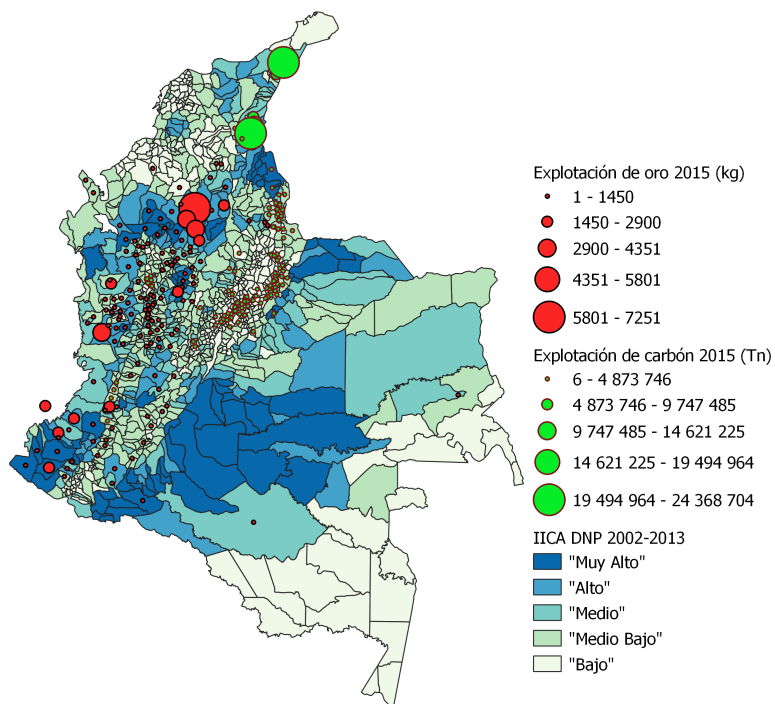 Explotación de oro 2015 (kg)
1 - 1450
1450 - 2900
2900 - 4351
4351 - 5801
5801 - 7251
Explotación de carbón 2015 (Tn)
6 - 4 873 746
4 873 746 - 9 747 485
9 747 485 - 14 621 225
14 621 225 - 19 494 964
19 494 964 - 24 368 704
IICA DNP 2002-2013
"Muy Alto"
"Alto"
"Medio"
"Medio Bajo"
"Bajo"